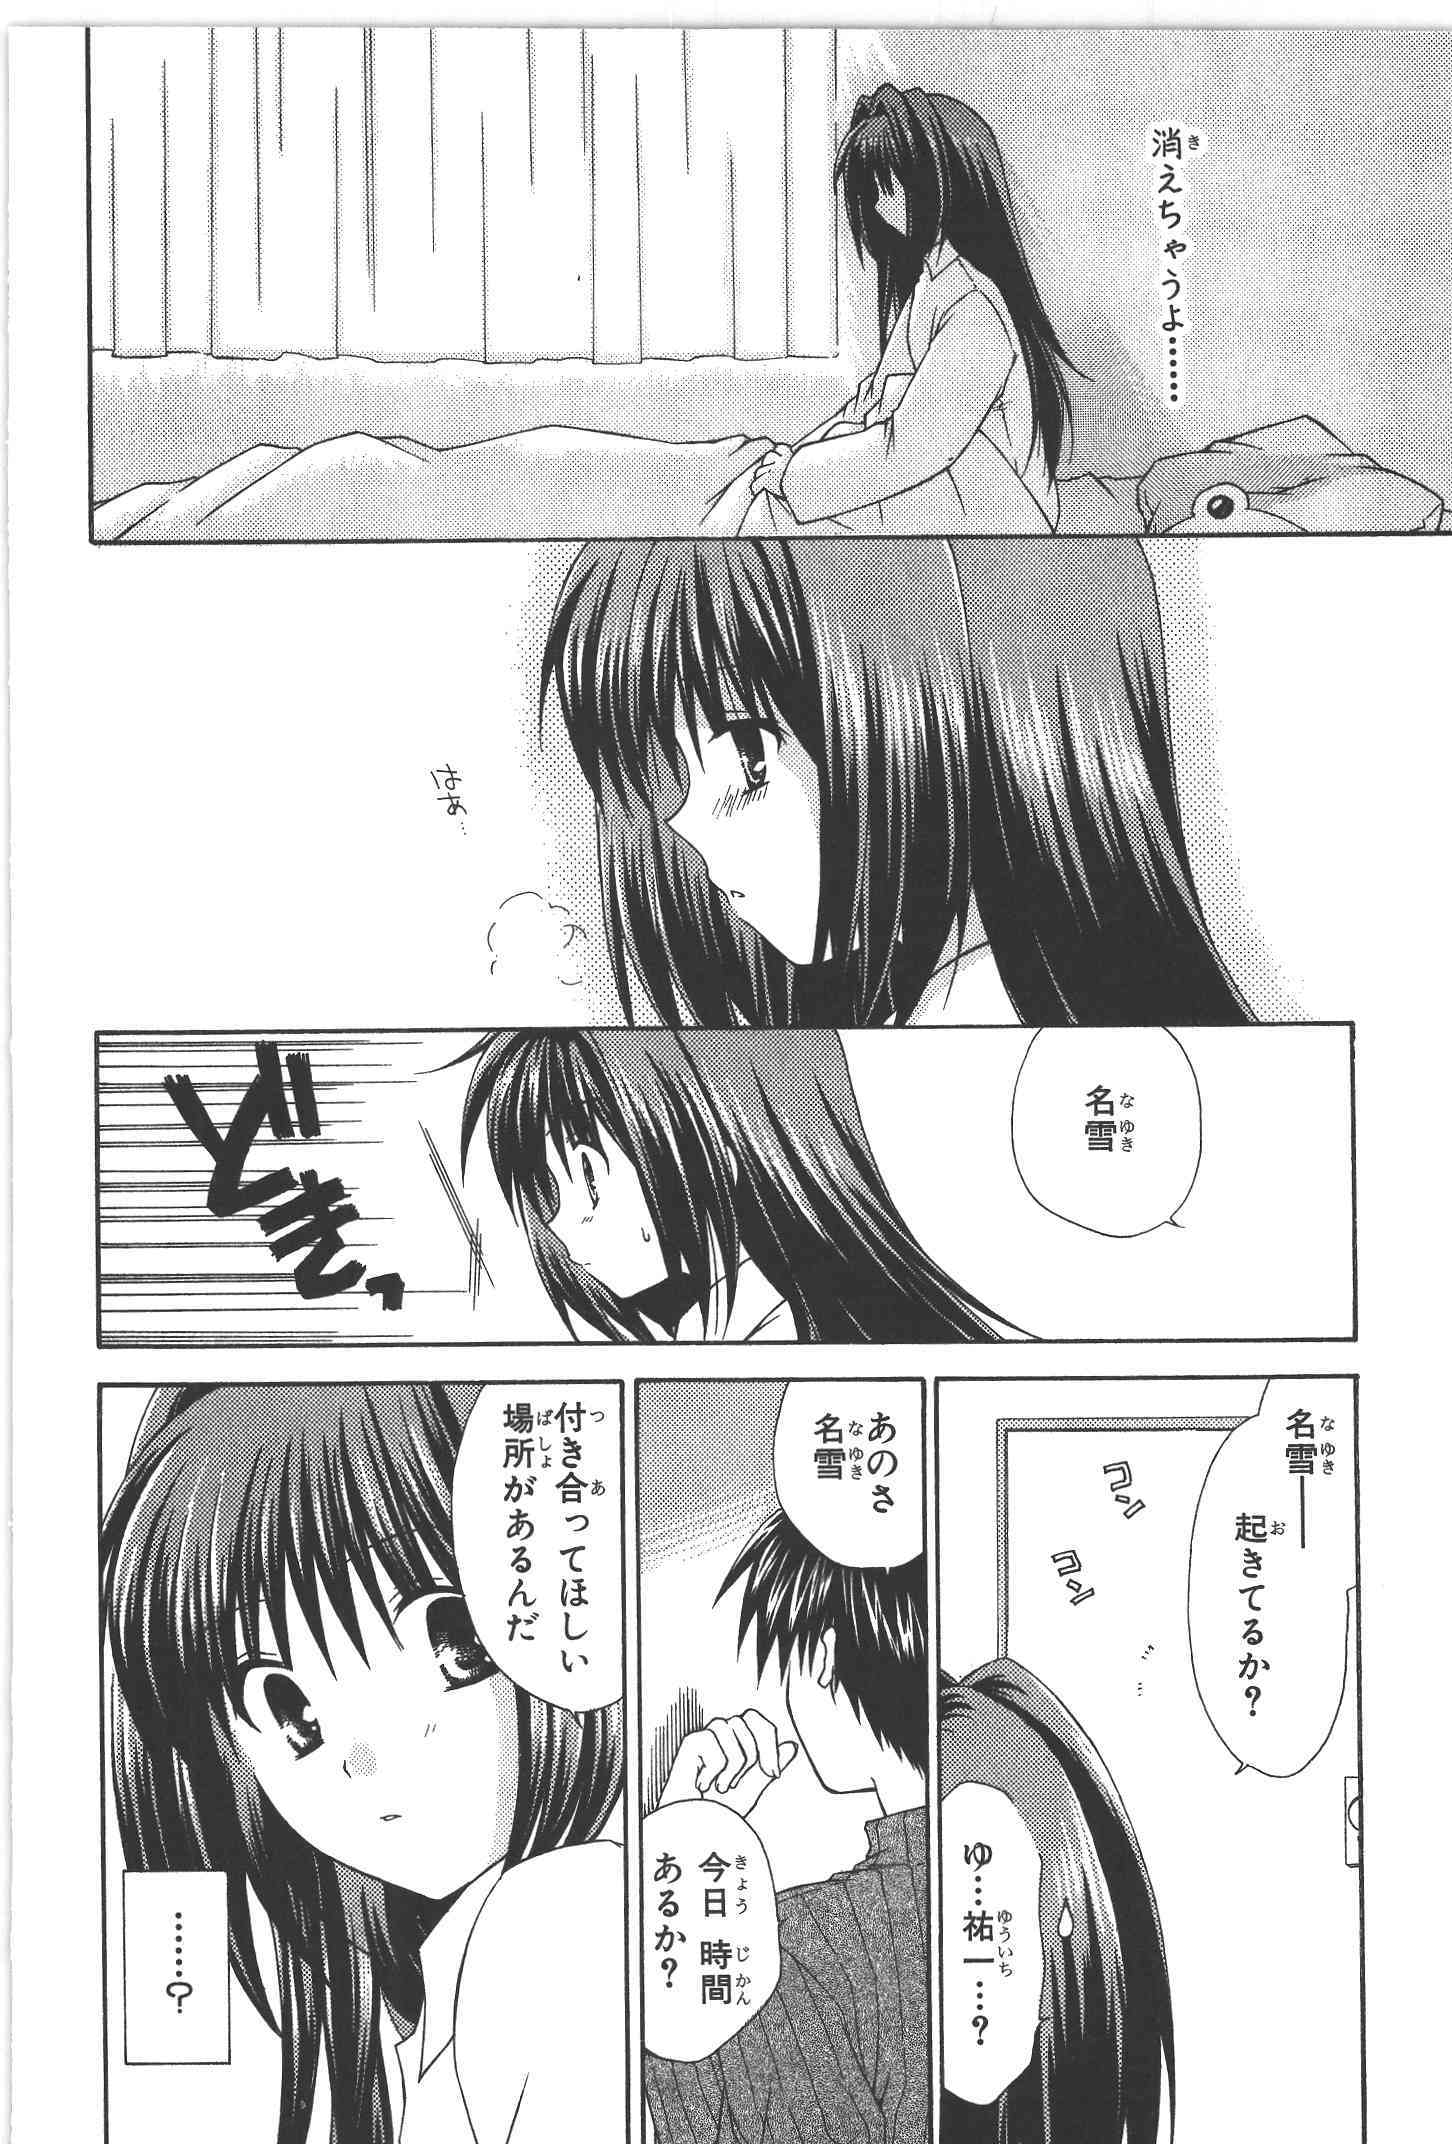 消えちゃうよ……
はぁ…
名雪
どきっ
名雪――
起きてるか？
コンコン
ゆ…祐一…？
あのさ
名雪
今日 時間
あるか？
付き合ってほしい
場所があるんだ
……？